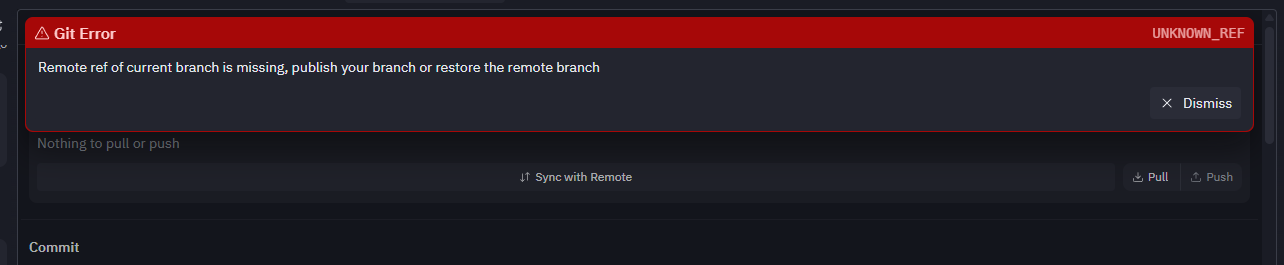 Git Error
UNKNOWN_REF
Remote ref of current branch is missing, publish your branch or restore the remote branch
Dismiss
Nothing to pull or push
Sync with Remote
Pull
Push
Commit